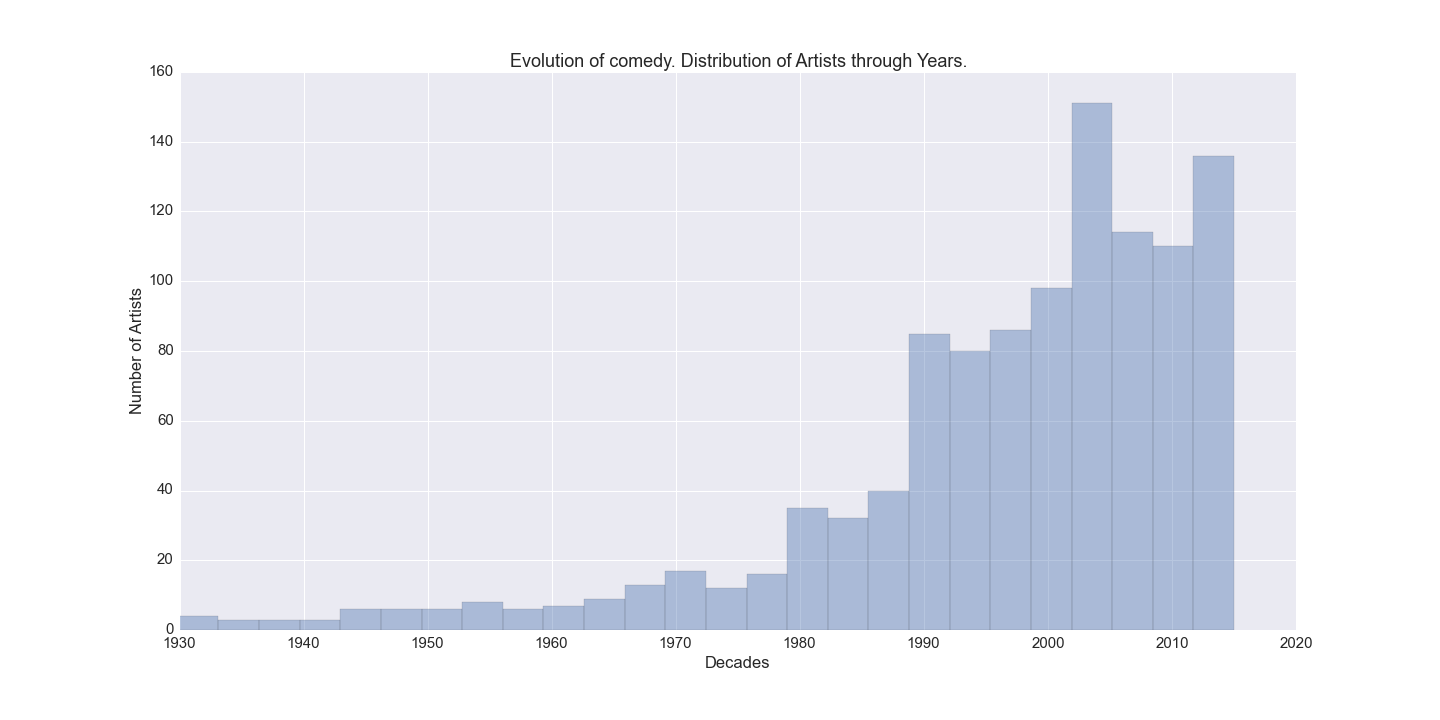 Evolution of comedy. Distribution of Artists through Years.
160
140
120
100
80
60
40
20
0
Number of Artists
1930 1940 1950 1960 1970 1980 1990 2000 2010 2020
Decades